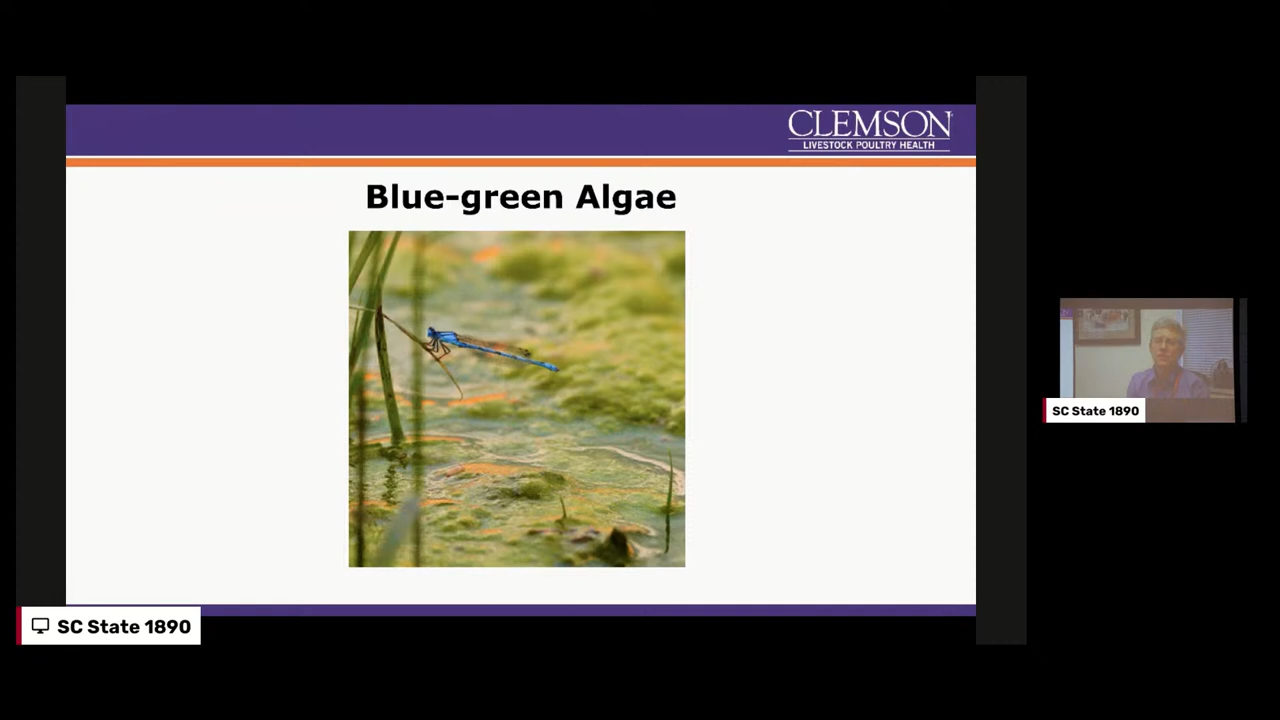 CLEMSON
LIVESTOCK POULTRY HEALTH
Blue-green Algae
SC State 1890
SC State 1890